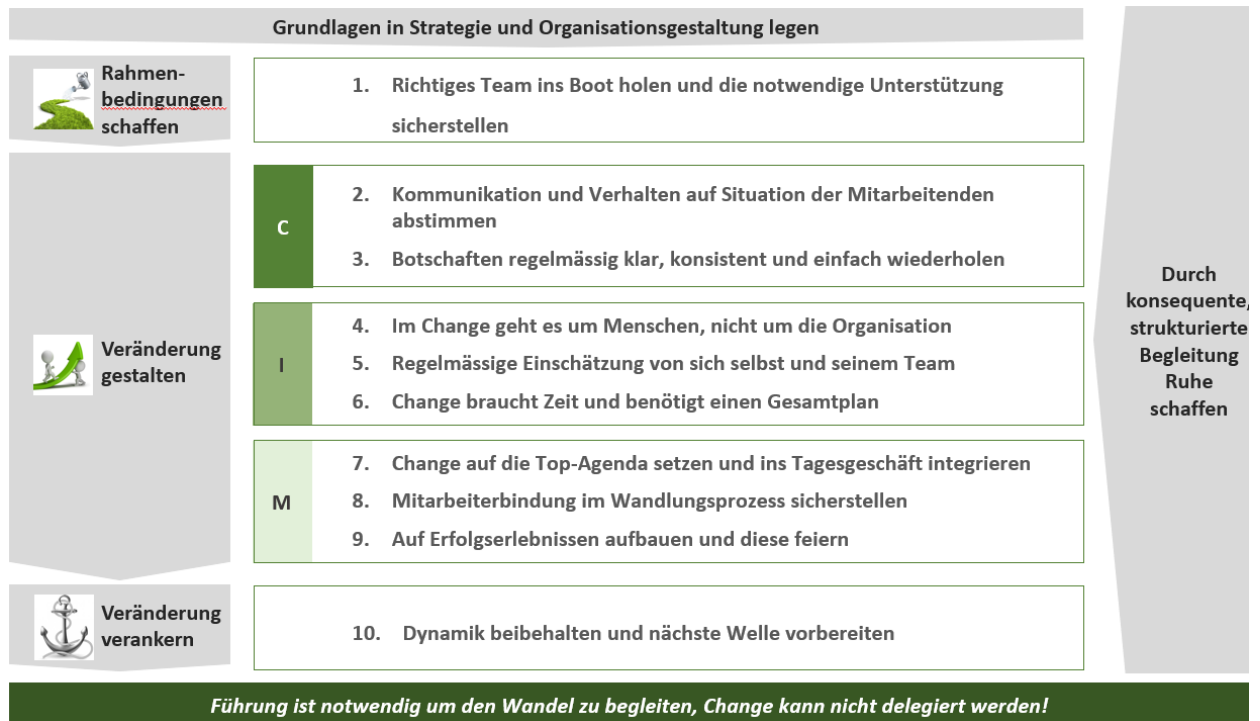 Grundlagen in Strategie und Organisationsgestaltung legen
Rahmen-
bedingungen
schaffen
1. Richtiges Team ins Boot holen und die notwendige Unterstützung
sicherstellen
Veränderung
gestalten
C
2. Kommunikation und Verhalten auf Situation der Mitarbeitenden
abstimmen
3. Botschaften regelmässig klar, konsistent und einfach wiederholen
I
4. Im Change geht es um Menschen, nicht um die Organisation
5. Regelmässige Einschätzung von sich selbst und seinem Team
6. Change braucht Zeit und benötigt einen Gesamtplan
M
7. Change auf die Top-Agenda setzen und ins Tagesgeschäft integrieren
8. Mitarbeiterbindung im Wandlungsprozess sicherstellen
9. Auf Erfolgserlebnissen aufbauen und diese feiern
Veränderung
verankern
10. Dynamik beibehalten und nächste Welle vorbereiten
Durch
konsequente,
strukturierte
Begleitung
Ruhe
schaffen
Führung ist notwendig um den Wandel zu begleiten, Change kann nicht delegiert werden!